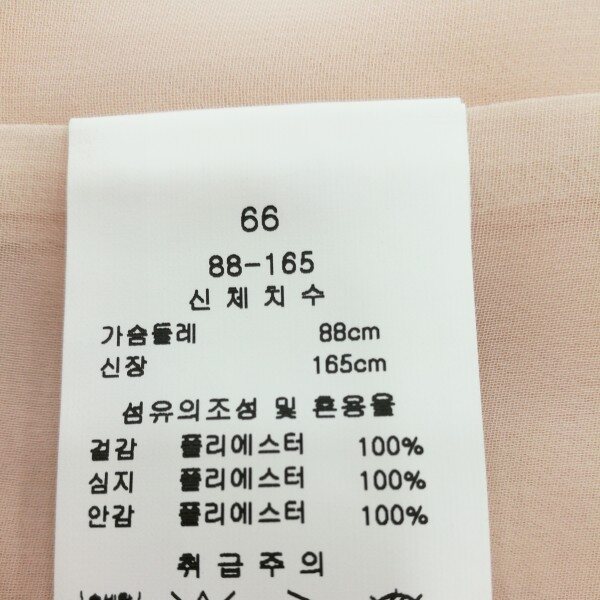 66
88-165
신체치수
가슴둘레 88cm
신장 165cm
섬유의조성 및 혼용율
겉감 폴리에스터 100%
심지 폴리에스터 100%
안감 폴리에스터 100%
취급주의